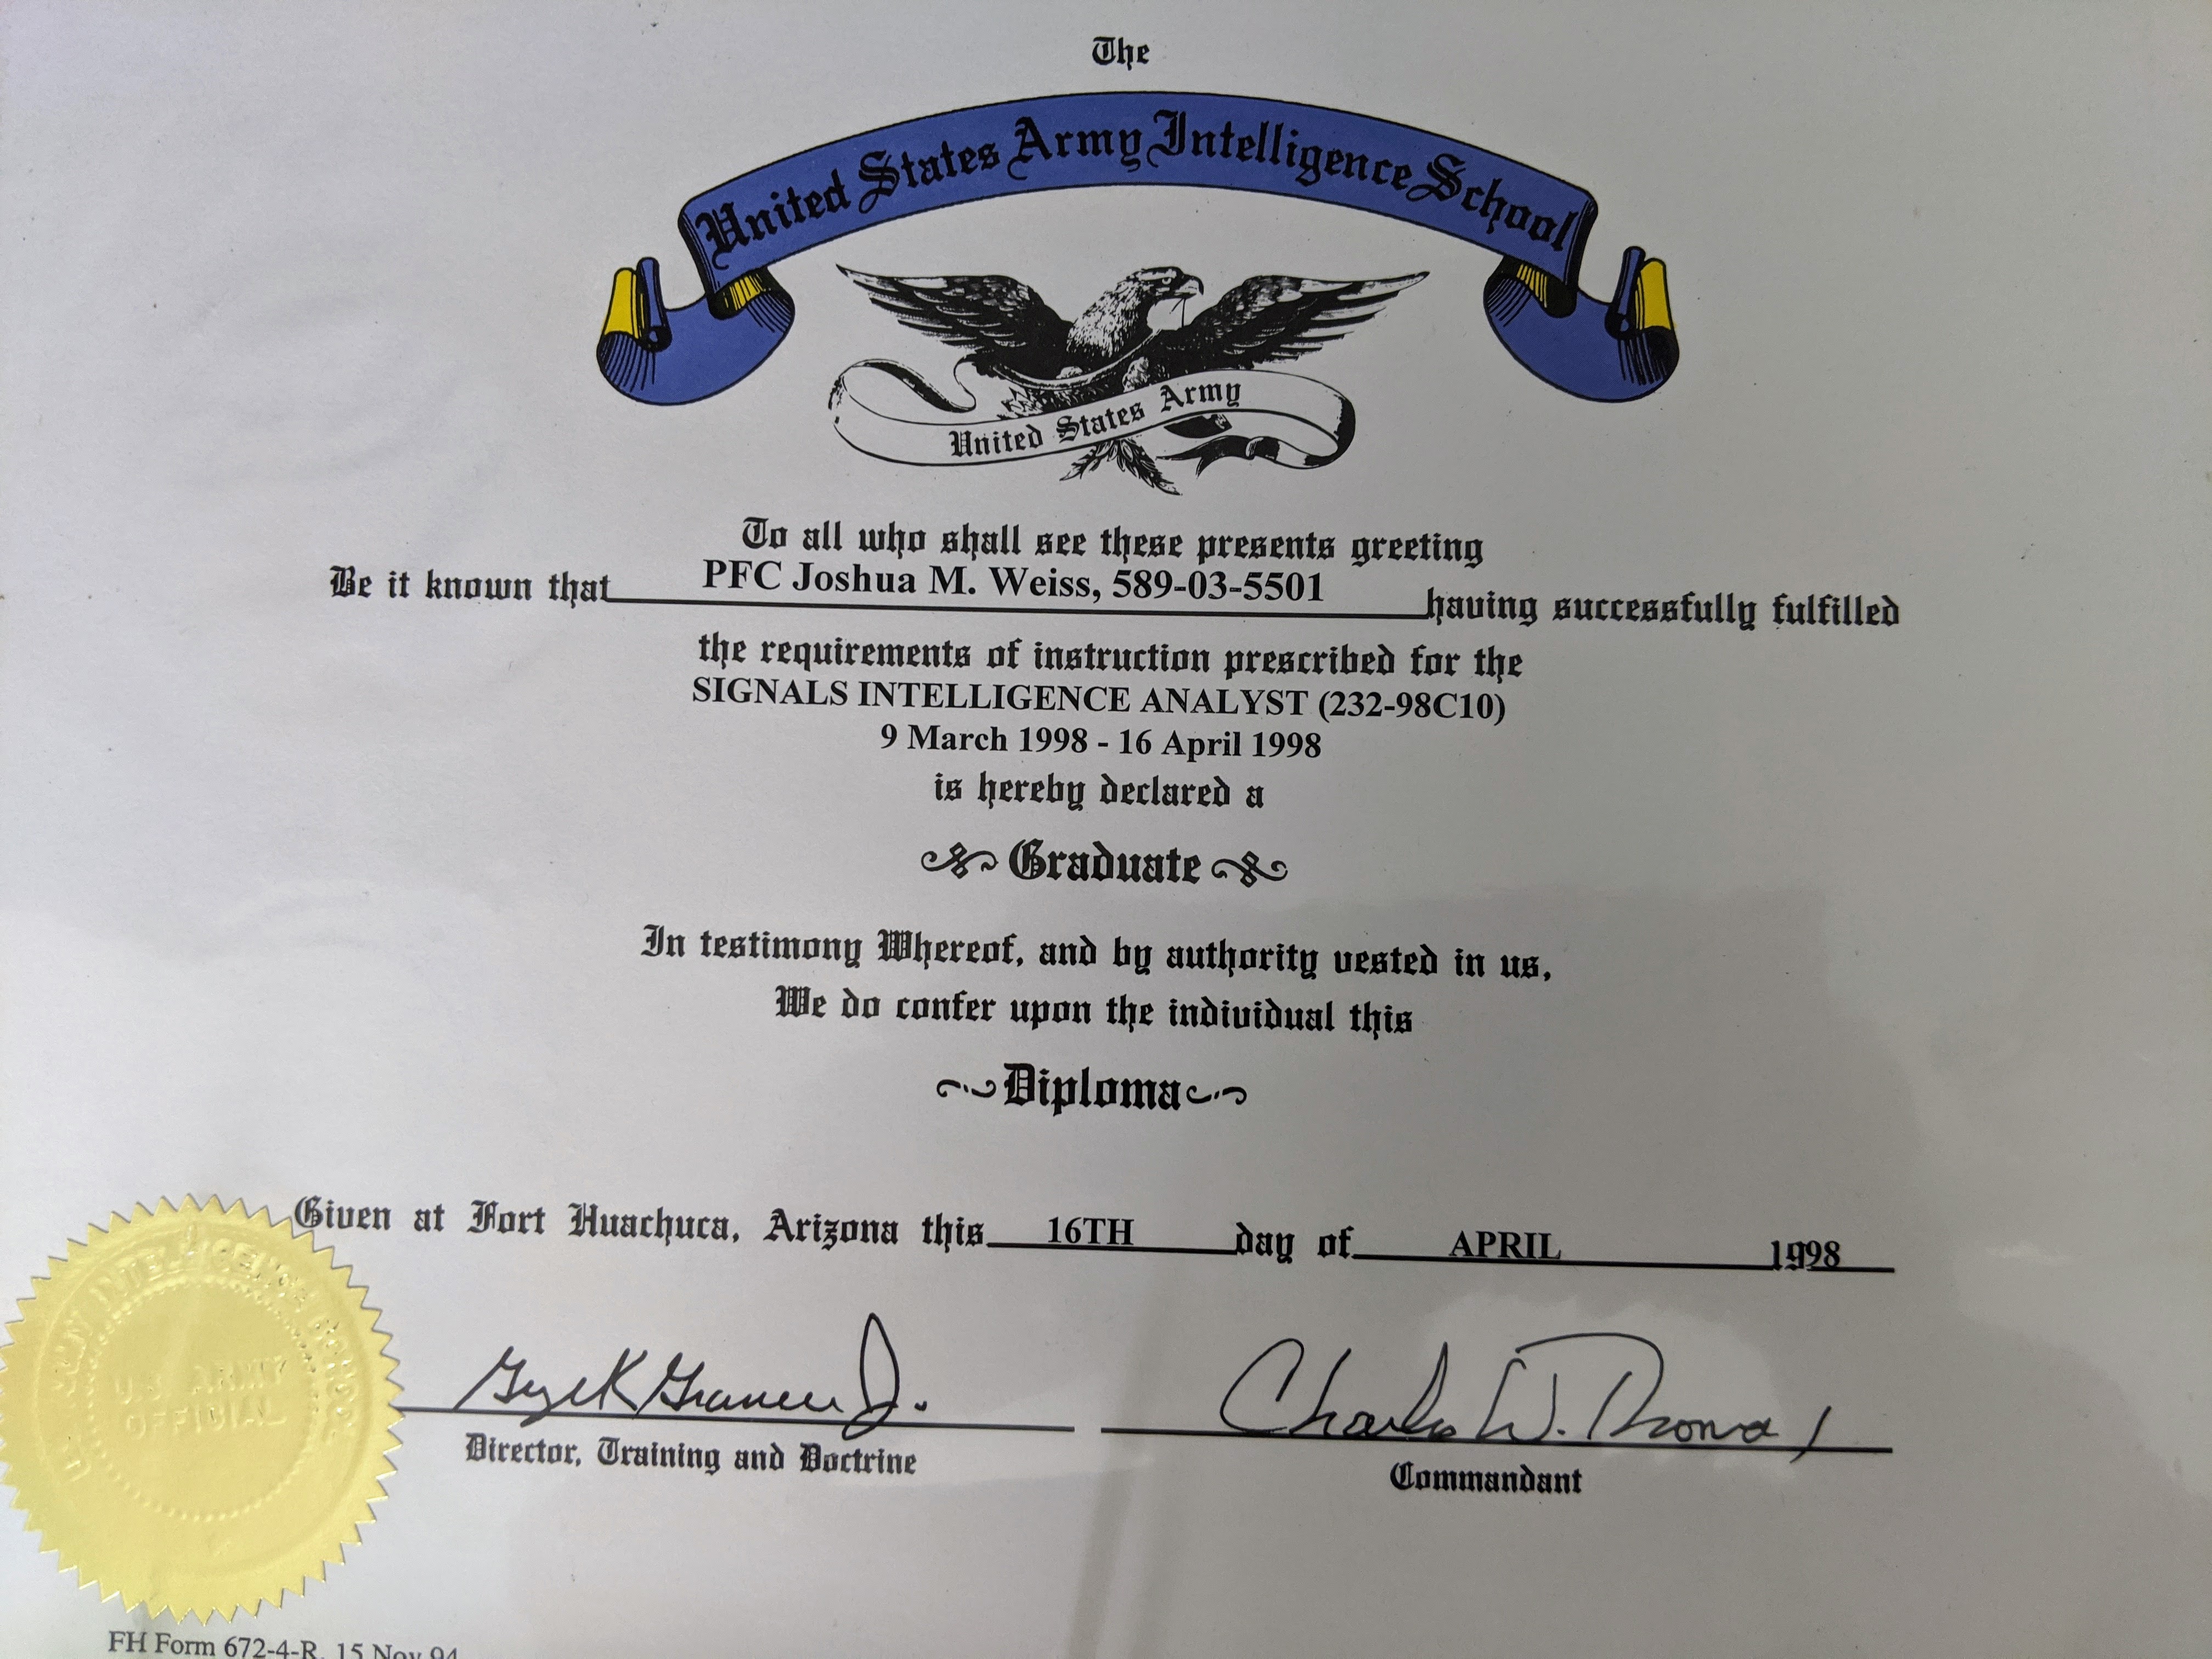 The
United States Army Intelligence School
United States Army
To all who shall see these presents greeting
Be it known that PFC Joshua M. Weiss, 589-03-5501 having successfully fulfilled
the requirements of instruction prescribed for the
SIGNALS INTELLIGENCE ANALYST (232-98C10)
9 March 1998 - 16 April 1998
is hereby declared a
Graduate
In testimony Whereof, and by authority vested in us,
We do confer upon the individual this
Diploma
Given at Fort Huachuca, Arizona this 16TH day of APRIL 1998
ARMY INTELLIGENCE SCHOOL
U.S. ARMY
OFFICIAL
Charles W. Thomas
Director, Training and Doctrine
Commandant
FH Form 672-4-R, 15 Nov 94